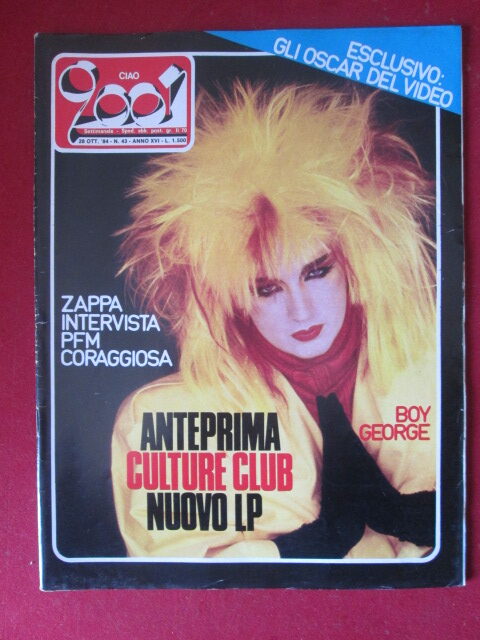 ESCLUSIVO:
GLI OSCAR DEL VIDEO
CIAO
2001
Settimanale - Sped. abb. post. gr. II 70
28 OTT. '84 - N. 43 - ANNO XVI - L. 1.500
ZAPPA
INTERVISTA
PFM
CORAGGIOSA
BOY
GEORGE
ANTEPRIMA
CULTURE CLUB
NUOVO LP